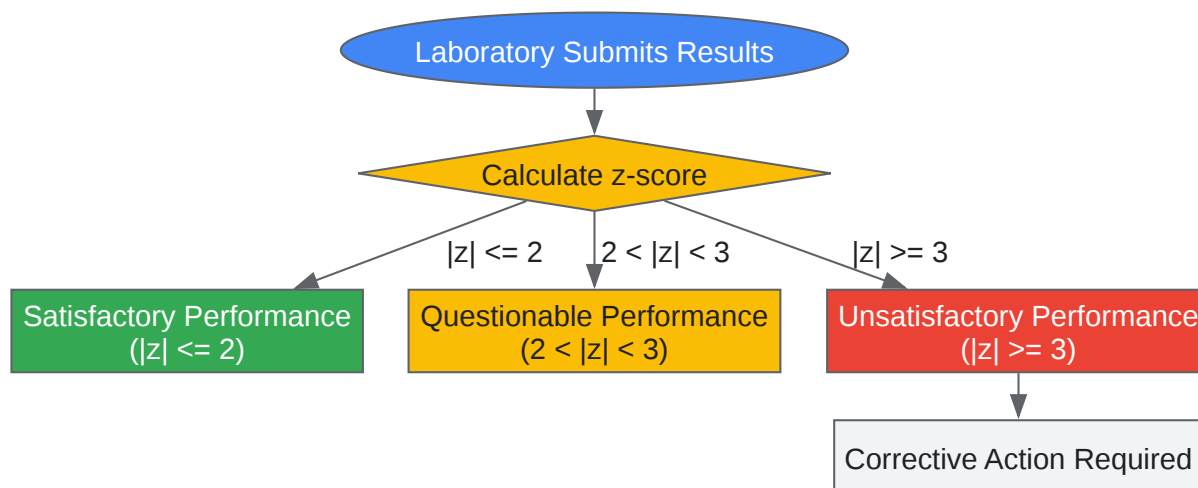 Laboratory Submits Results
Calculate z-score
|z| <= 2
2 < |z| < 3
|z| >= 3
Satisfactory Performance
(|z| <= 2)
Questionable Performance
(2 < |z| < 3)
Unsatisfactory Performance
(|z| >= 3)
Corrective Action Required